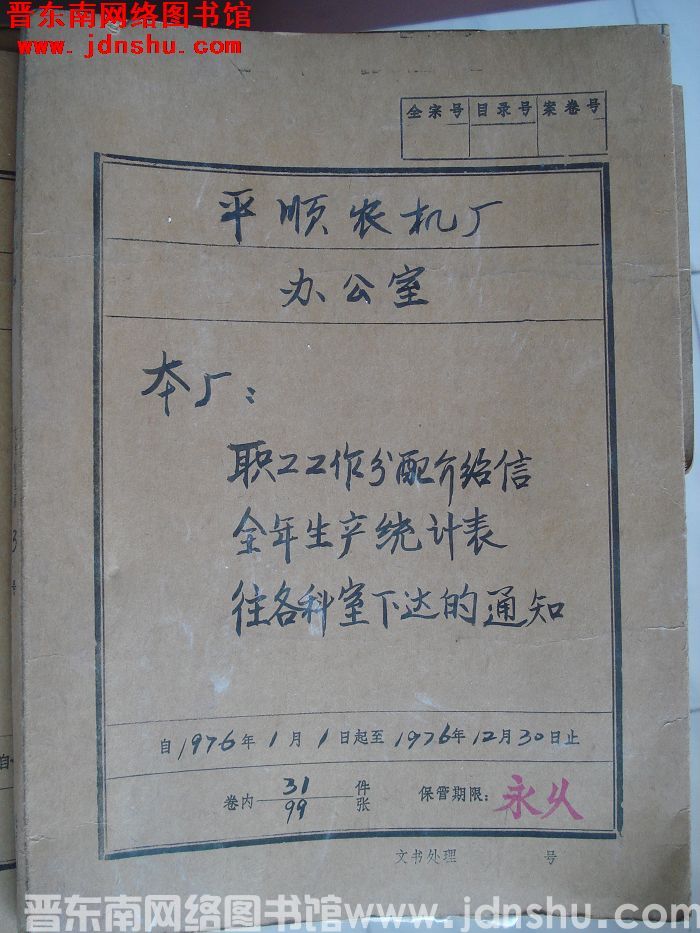 晋东南网络图书馆
www.jdnshu.com
全宗号 目录号 案卷号
平顺农机厂
办公室
本厂：
职工工作分配介绍信
全年生产统计表
往各科室下达的通知
自1976年1月1日起至1976年12月30日止
卷内 31 件 99 张 保管期限：永久
文书处理 号
晋东南网络图书馆www.jdnshu.com